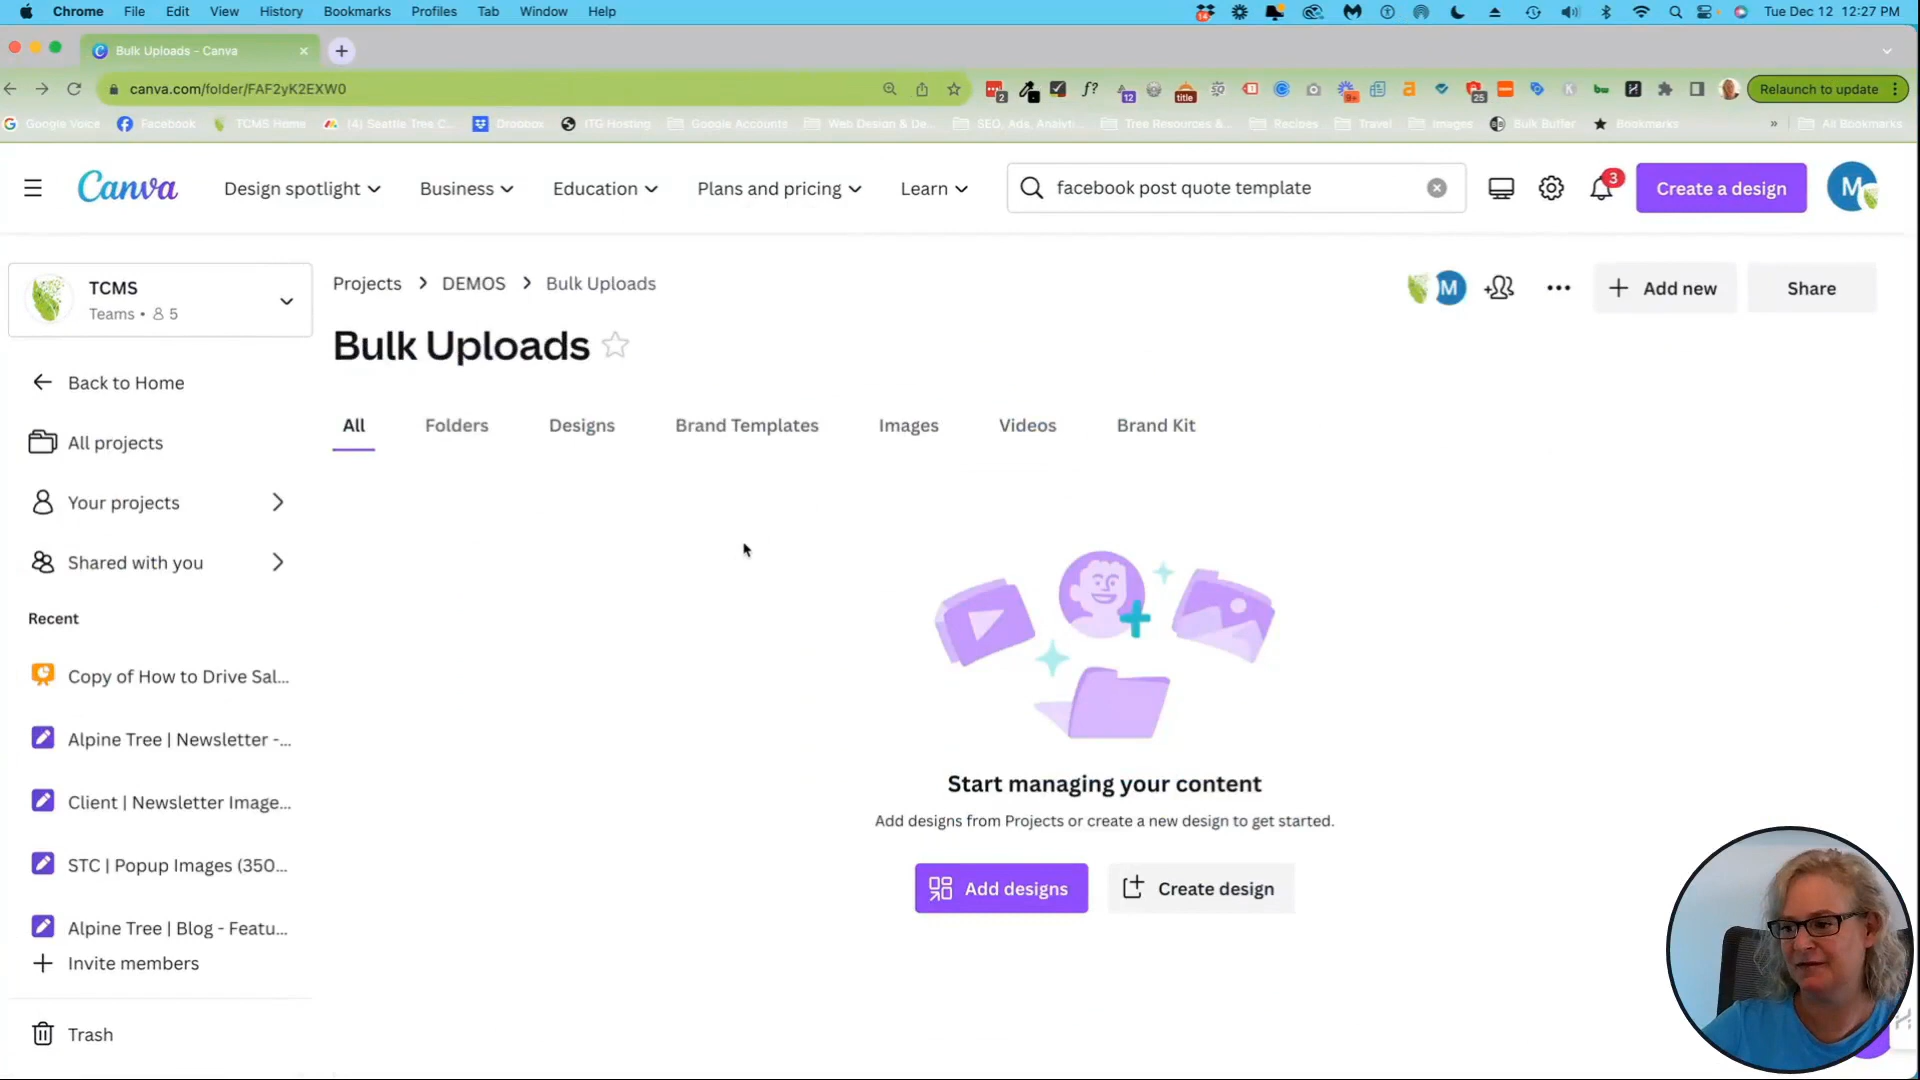 Chrome File Edit View History Bookmarks Profiles Tab Window Help
14
Tue Dec 12 12:27 PM
Bulk Uploads - Canva
canva.com/folder/FAF2yK2EXW0
2 f? 12 title 9+ 25
Relaunch to update
Google Voice Facebook TCMS Home (4) Seattle Tree C... Dropbox ITG Hosting Google Accounts Web Design & De... SEO, Ads, Analyti... Tree Resources &... Recipes Travel Images Bulk Buffer Bookmarks » All Bookmarks
Canva Design spotlight Business Education Plans and pricing Learn facebook post quote template 3 Create a design M
TCMS
Teams • 5
Projects > DEMOS > Bulk Uploads
M
Add new
Share
Bulk Uploads
Back to Home
All Folders Designs Brand Templates Images Videos Brand Kit
All projects
Your projects
Shared with you
Recent
Copy of How to Drive Sal...
Alpine Tree | Newsletter -...
Client | Newsletter Image...
STC | Popup Images (350...
Alpine Tree | Blog - Featu...
Invite members
Trash
Start managing your content
Add designs from Projects or create a new design to get started.
Add designs
Create design